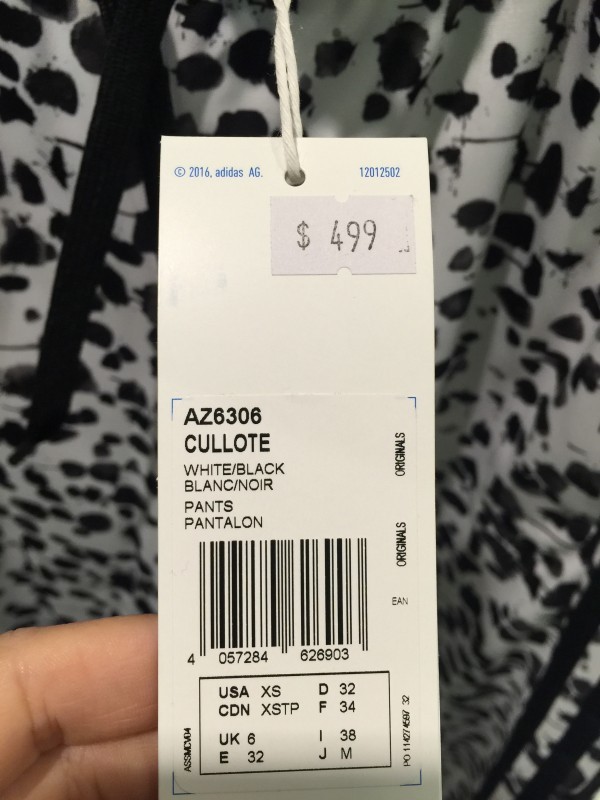 © 2016, adidas AG. 12012502
$ 499
AZ6306
CULLOTE
WHITE/BLACK
BLANC/NOIR
PANTS
PANTALON
ORIGINALS
ORIGINALS
EAN
4 057284 626903
USA XS D 32
CDN XSTP F 34
UK 6 I 38
E 32 J M